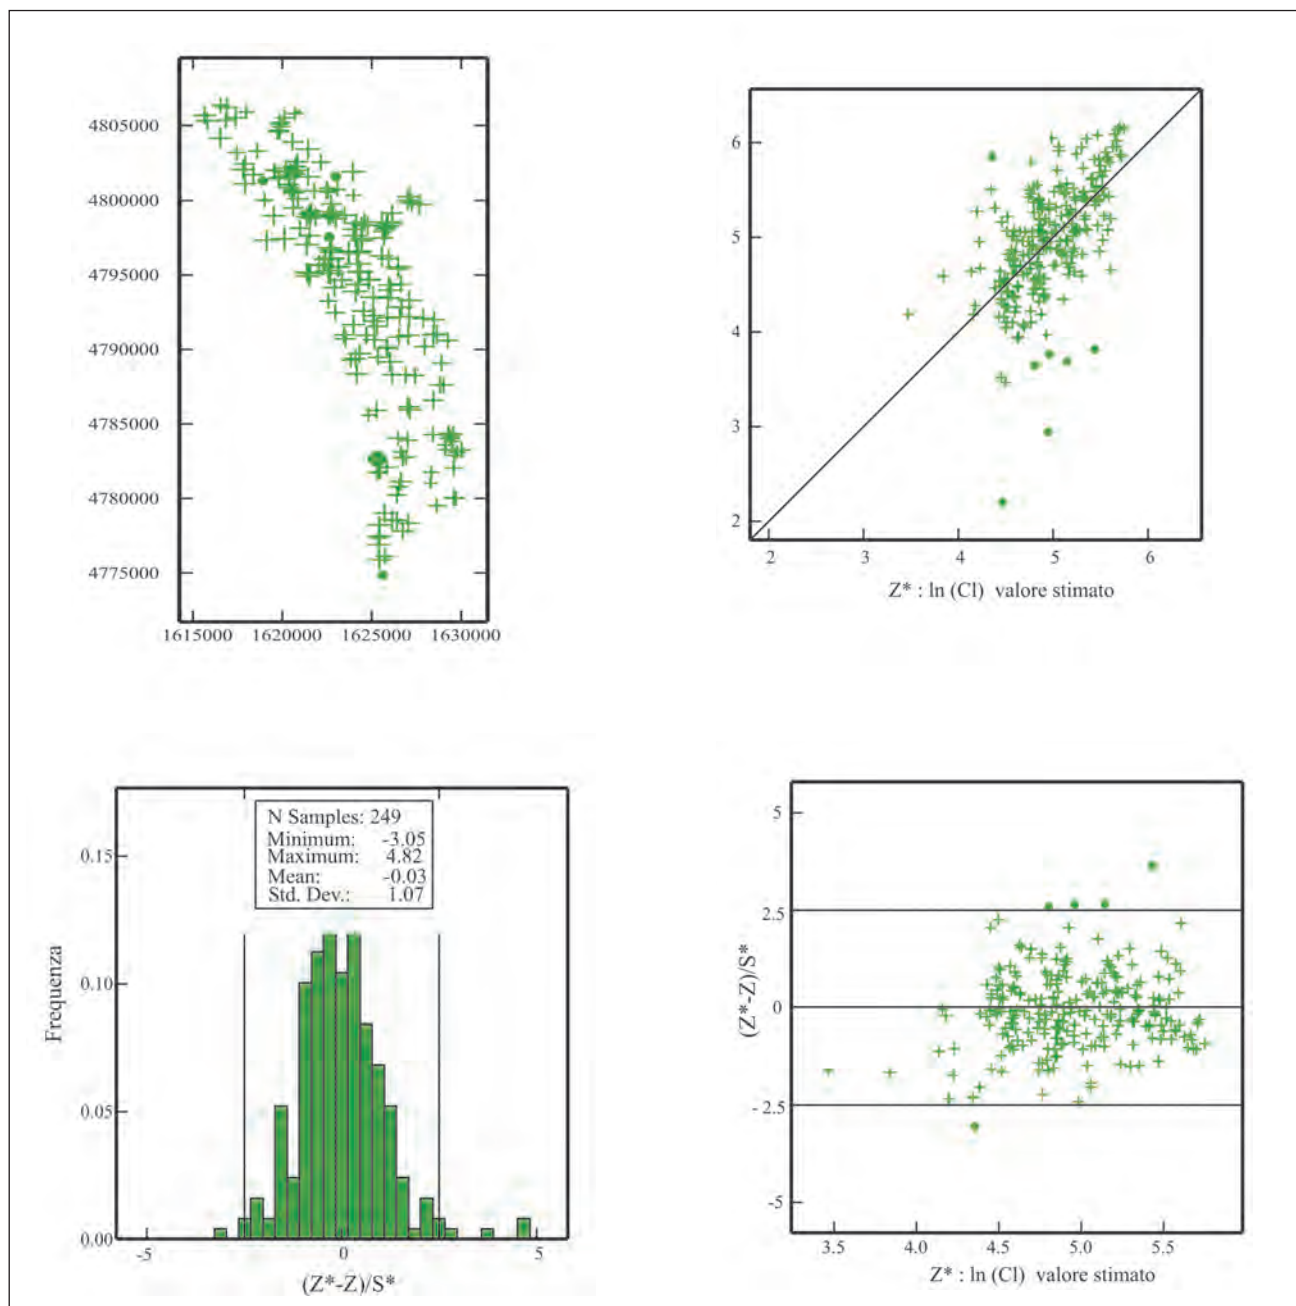 4805000
4800000
4795000
4790000
4785000
4780000
4775000
1615000 1620000 1625000 1630000
6
5
4
3
2
2 3 4 5 6
Z* : ln (Cl) valore stimato
0.15
0.10
0.05
0.00
Frequenza
N Samples: 249
Minimum: -3.05
Maximum: 4.82
Mean: -0.03
Std. Dev.: 1.07
-5 0 5
(Z*-Z)/S*
5
2.5
0
-2.5
-5
(Z*-Z)/S*
3.5 4.0 4.5 5.0 5.5
Z* : ln (Cl) valore stimato